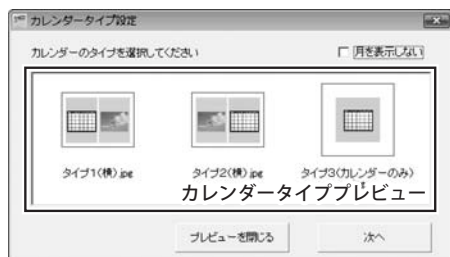 カレンダータイプ設定
カレンダーのタイプを選択してください
月を表示しない
タイプ1(横).jpe
タイプ2(横).jpe
タイプ3(カレンダーのみ)
カレンダータイププレビュー
プレビューを閉じる
次へ